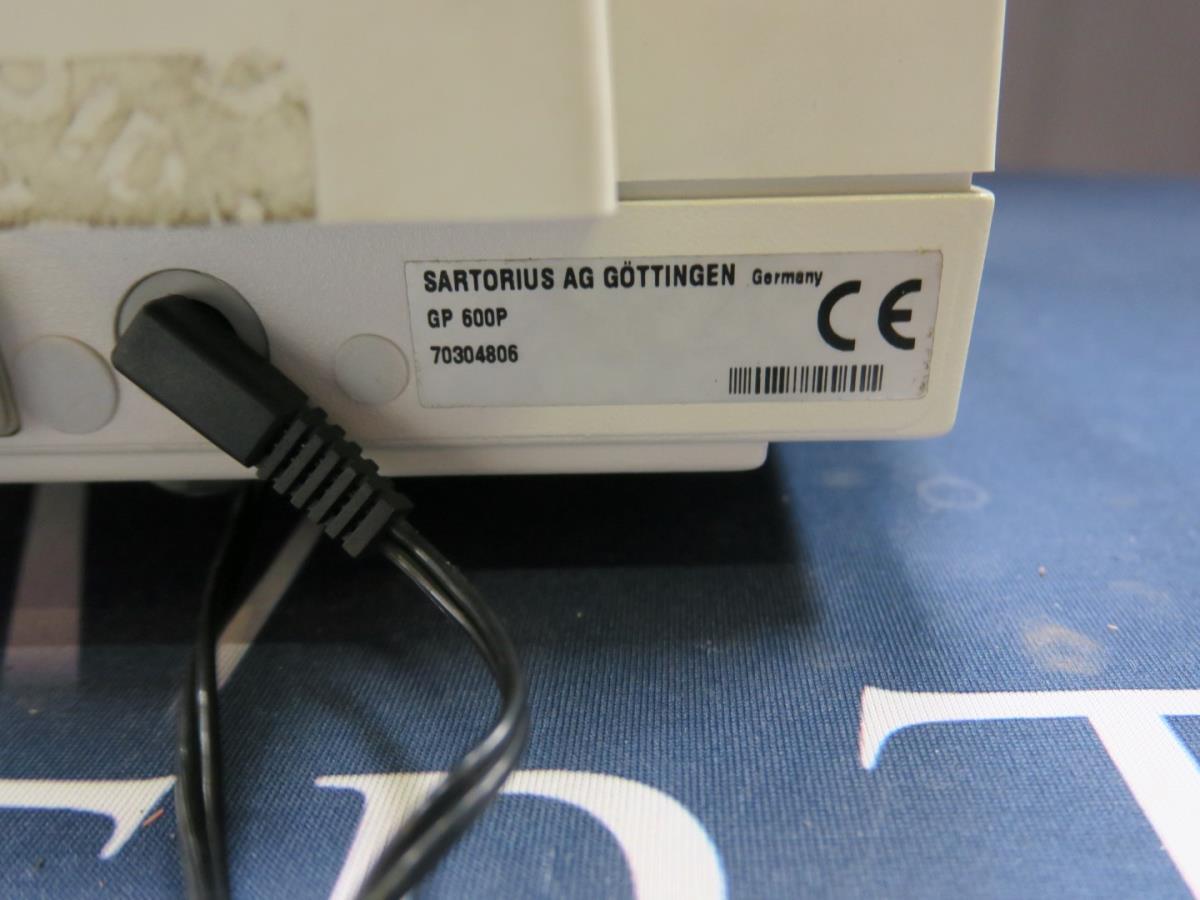 SARTORIUS AG GÖTTINGEN Germany
GP 600P
70304806
CE